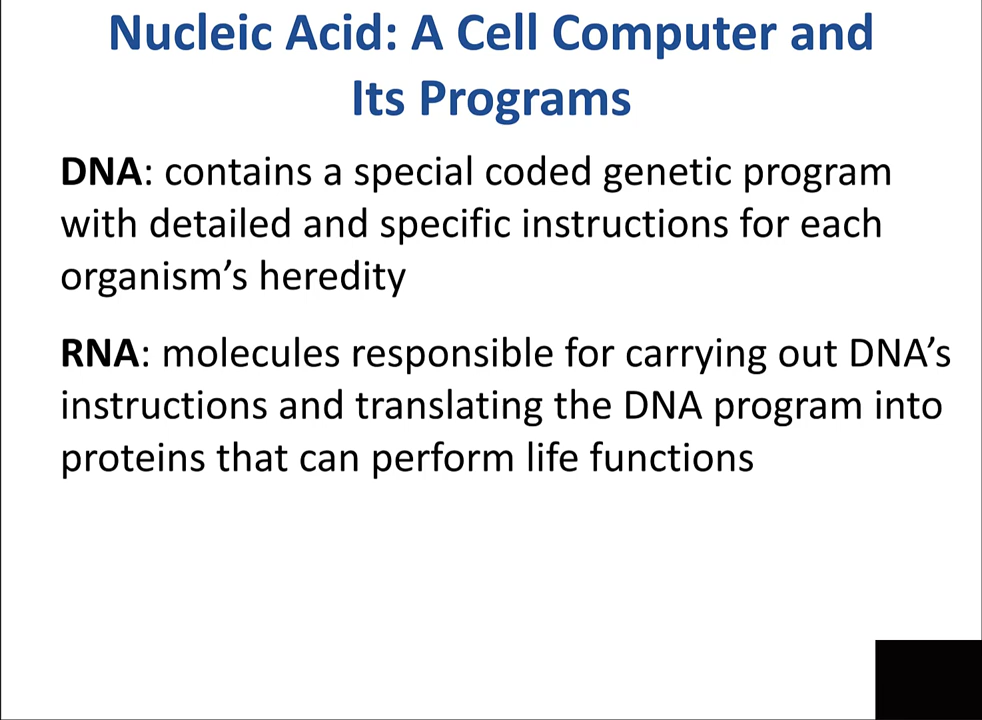 Nucleic Acid: A Cell Computer and
Its Programs
DNA: contains a special coded genetic program
with detailed and specific instructions for each
organism’s heredity
RNA: molecules responsible for carrying out DNA’s
instructions and translating the DNA program into
proteins that can perform life functions